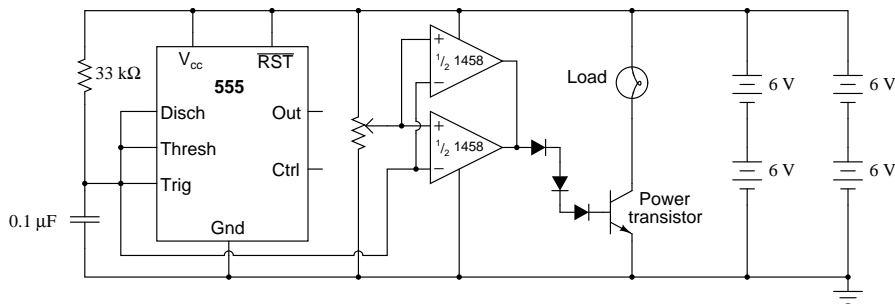 V_cc
RST
33 kΩ
555
Disch
Out
Thresh
Ctrl
Trig
0.1 μF
Gnd
+
1/2 1458
−
+
1/2 1458
−
Load
Power
transistor
6 V
6 V
6 V
6 V